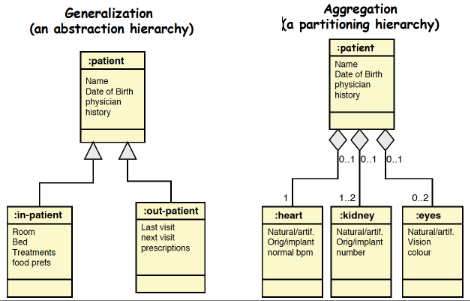 Generalization
(an abstraction hierarchy)
:patient
Name
Date of Birth
physician
history
:in-patient
Room
Bed
Treatments
food prefs
:out-patient
Last visit
next visit
prescriptions
Aggregation
(a partitioning hierarchy)
:patient
Name
Date of Birth
physician
history
0..1 0..1 0..1
1 1..2 0..2
:heart
Natural/artif.
Orig/implant
normal bpm
:kidney
Natural/artif.
Orig/implant
number
:eyes
Natural/artif.
Vision
colour